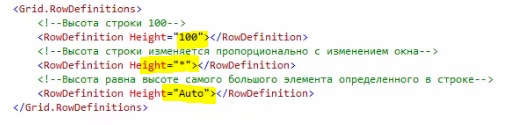 <Grid.RowDefinitions>
<!--Высота строки 100-->
<RowDefinition Height="100"></RowDefinition>
<!--Высота строки изменяется пропорционально с изменением окна-->
<RowDefinition Height="*"></RowDefinition>
<!--Высота равна высоте самого большого элемента определенного в строке-->
<RowDefinition Height="Auto"></RowDefinition>
</Grid.RowDefinitions>